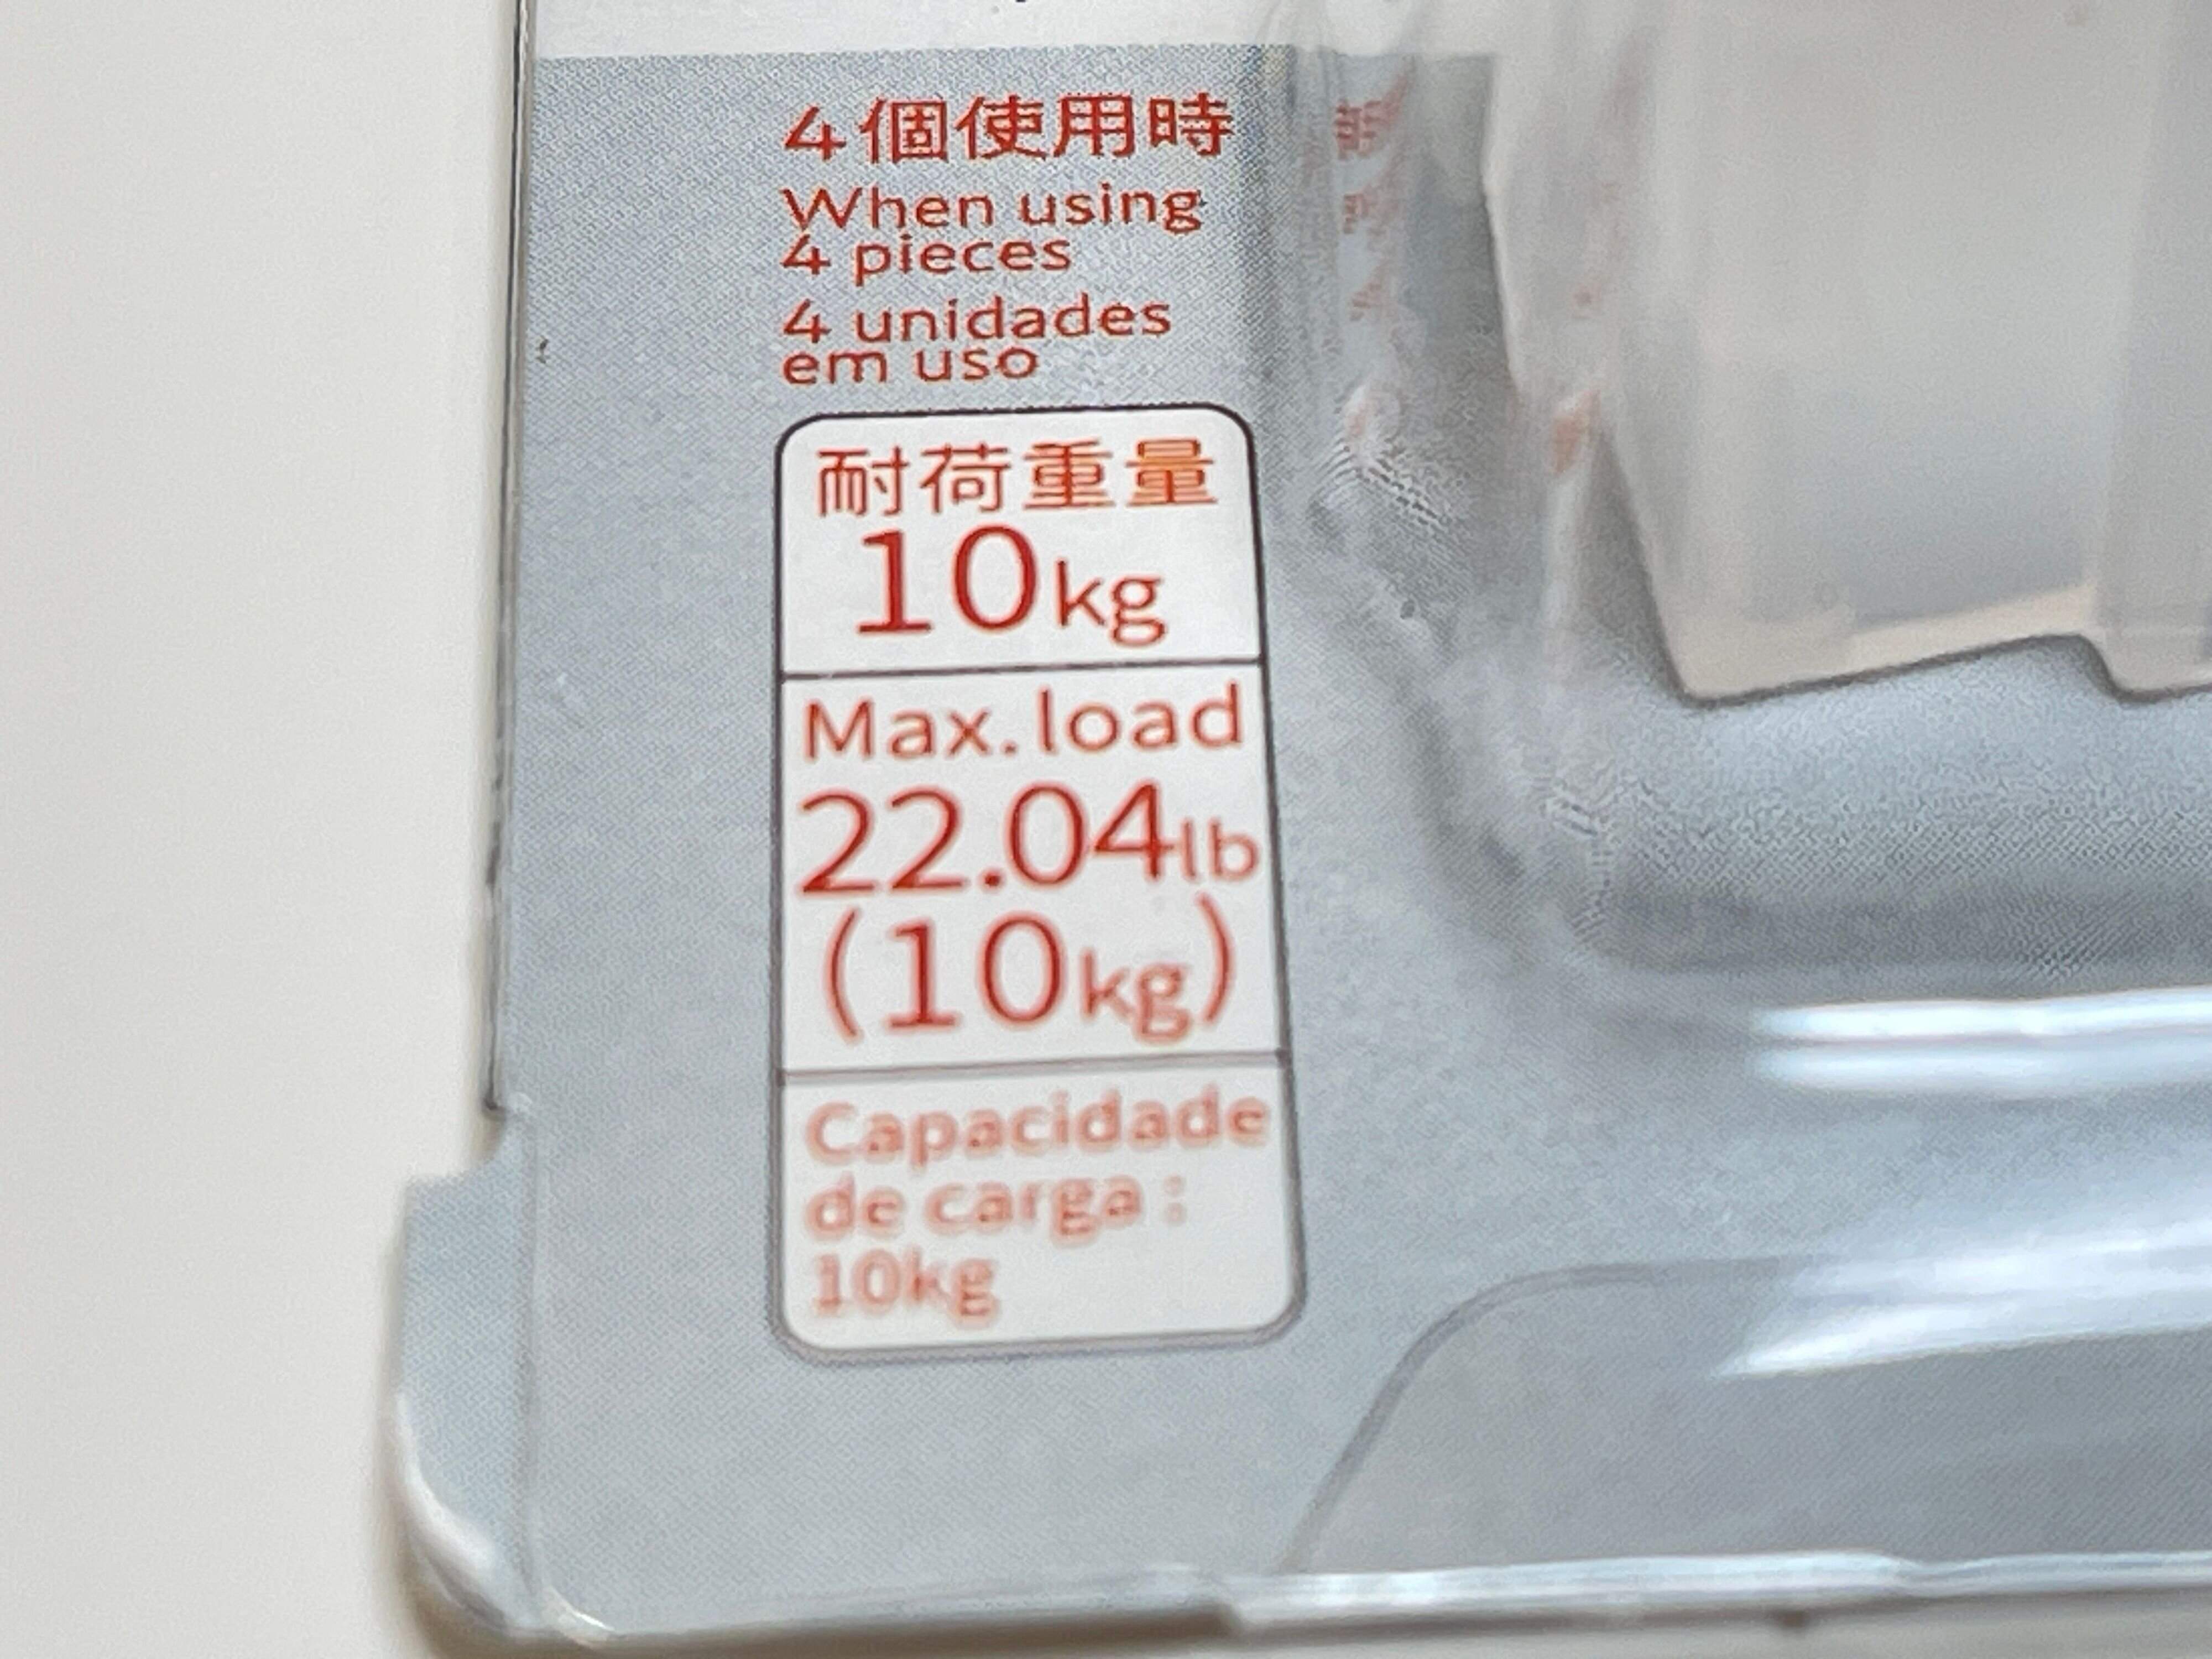 4個使用時
When using
4 pieces
4 unidades
em uso
耐荷重量
10kg
Max. load
22.04lb
(10kg)
Capacidade
de carga :
10kg